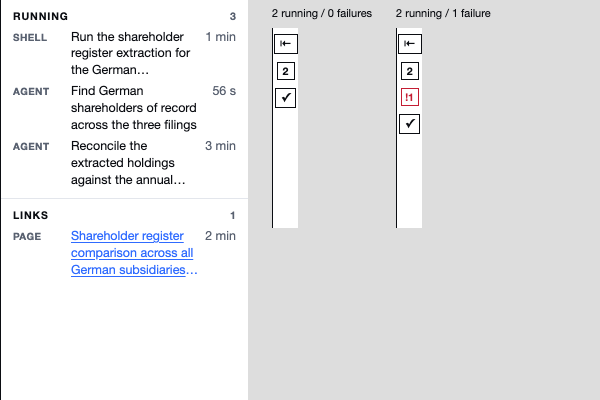 RUNNING 3
SHELL Run the shareholder 1 min
register extraction for
the German…
AGENT Find German 56 s
shareholders of record
across the three filings
AGENT Reconcile the 3 min
extracted holdings
against the annual…
LINKS 1
PAGE Shareholder register 2 min
comparison across all
German subsidiaries…
2 running / 0 failures
2
✓
2 running / 1 failure
2
!1
✓